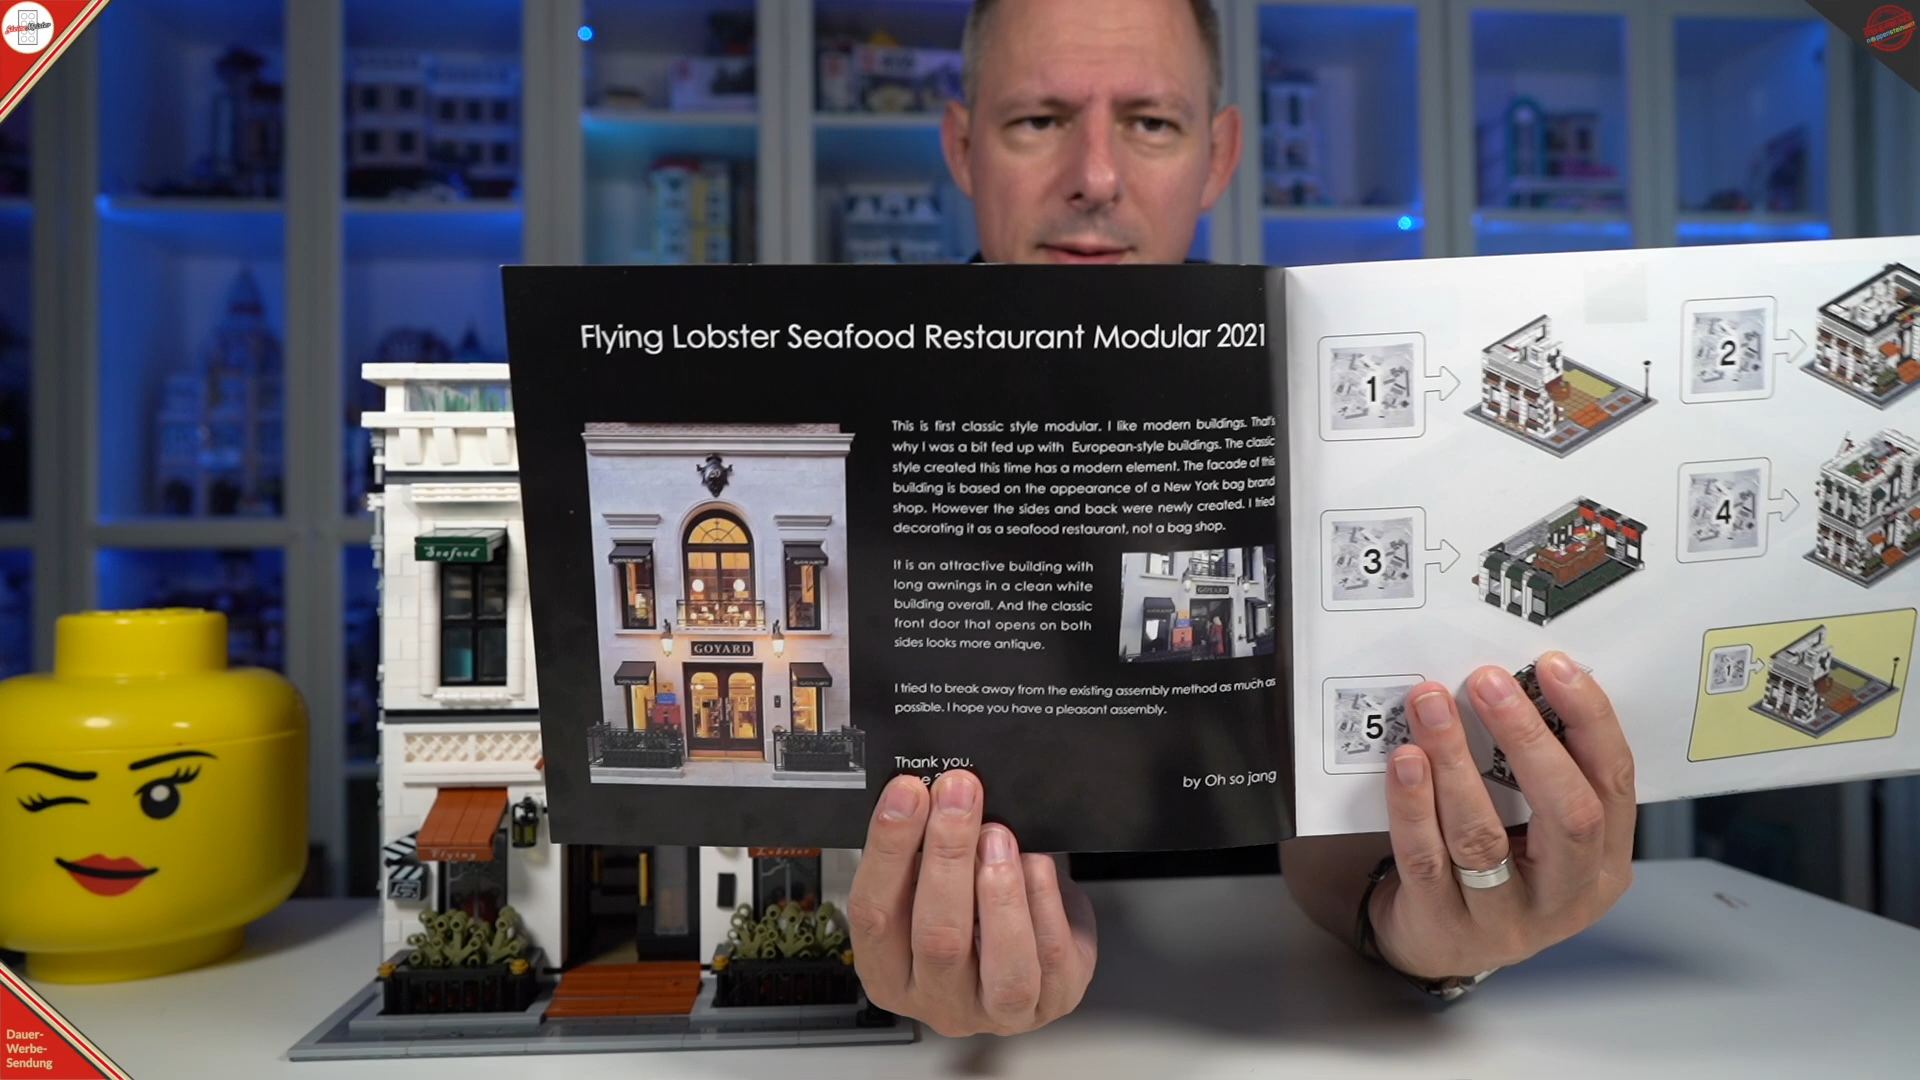 Flying Lobster Seafood Restaurant Modular 2021
This is first classic style modular. I like modern buildings. That's
why I was a bit fed up with European-style buildings. The classic
style created this time has a modern element. The facade of this
building is based on the appearance of a New York bag brand
shop. However the sides and back were newly created. I tried
decorating it as a seafood restaurant, not a bag shop.
It is an attractive building with
long awnings in a clean white
building overall. And the classic
front door that opens on both
sides looks more antique.
I tried to break away from the existing assembly method as much as
possible. I hope you have a pleasant assembly.
Thank you.
by Oh so jang
GOYARD
GOYARD
1
2
3
4
5
1
Seafood
Flying
Lobster
Dauer-
Werbe-
Sendung